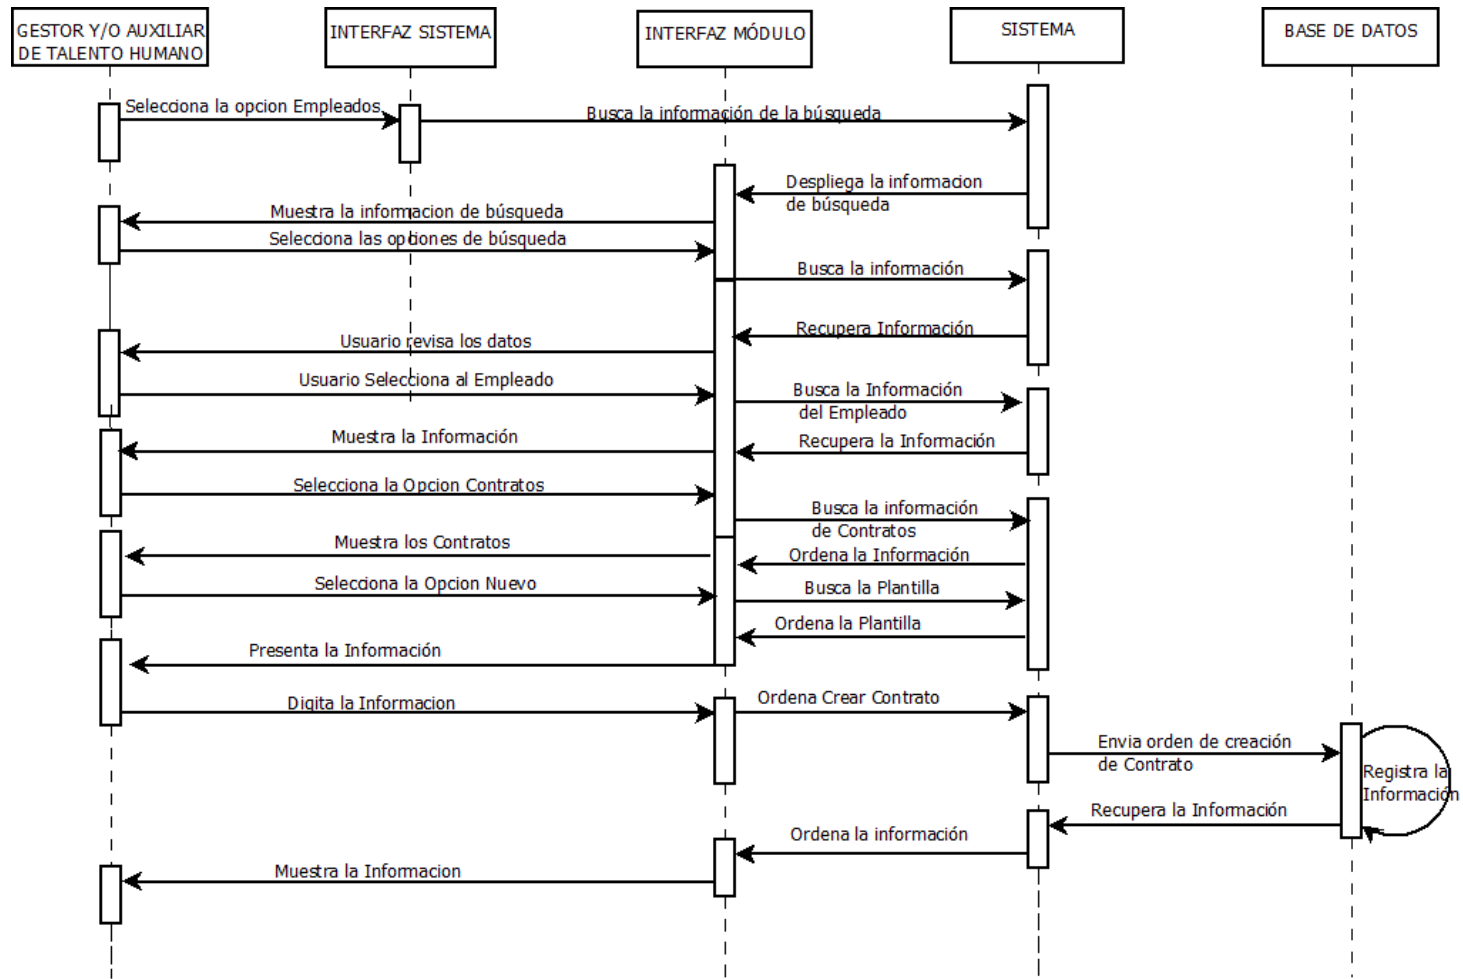 GESTOR Y/O AUXILIAR
DE TALENTO HUMANO
INTERFAZ SISTEMA
INTERFAZ MÓDULO
SISTEMA
BASE DE DATOS
Selecciona la opcion Empleados
Busca la información de la búsqueda
Despliega la informacion
de búsqueda
Muestra la informacion de búsqueda
Selecciona las opciones de búsqueda
Busca la información
Recupera Información
Usuario revisa los datos
Usuario Selecciona al Empleado
Busca la Información
del Empleado
Muestra la Información
Recupera la Información
Selecciona la Opcion Contratos
Busca la información
de Contratos
Muestra los Contratos
Ordena la Información
Selecciona la Opcion Nuevo
Busca la Plantilla
Ordena la Plantilla
Presenta la Información
Digita la Informacion
Ordena Crear Contrato
Envia orden de creación
de Contrato
Registra la
Información
Recupera la Información
Ordena la información
Muestra la Informacion